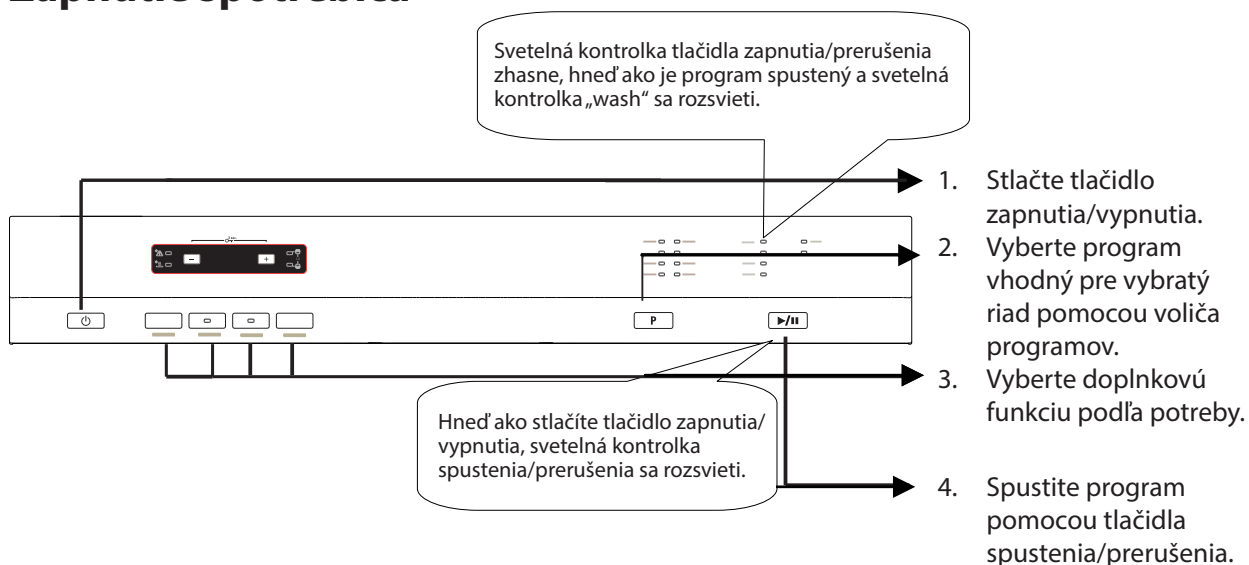 Zapnutie spotrebiča
Svetelná kontrolka tlačidla zapnutia/prerušenia
zhasne, hneď ako je program spustený a svetelná
kontrolka „wash“ sa rozsvieti.
1. Stlačte tlačidlo
zapnutia/vypnutia.
2. Vyberte program
vhodný pre vybratý
riad pomocou voliča
programov.
3. Vyberte doplnkovú
funkciu podľa potreby.
P
Hneď ako stlačíte tlačidlo zapnutia/
vypnutia, svetelná kontrolka
spustenia/prerušenia sa rozsvieti.
4. Spustite program
pomocou tlačidla
spustenia/prerušenia.